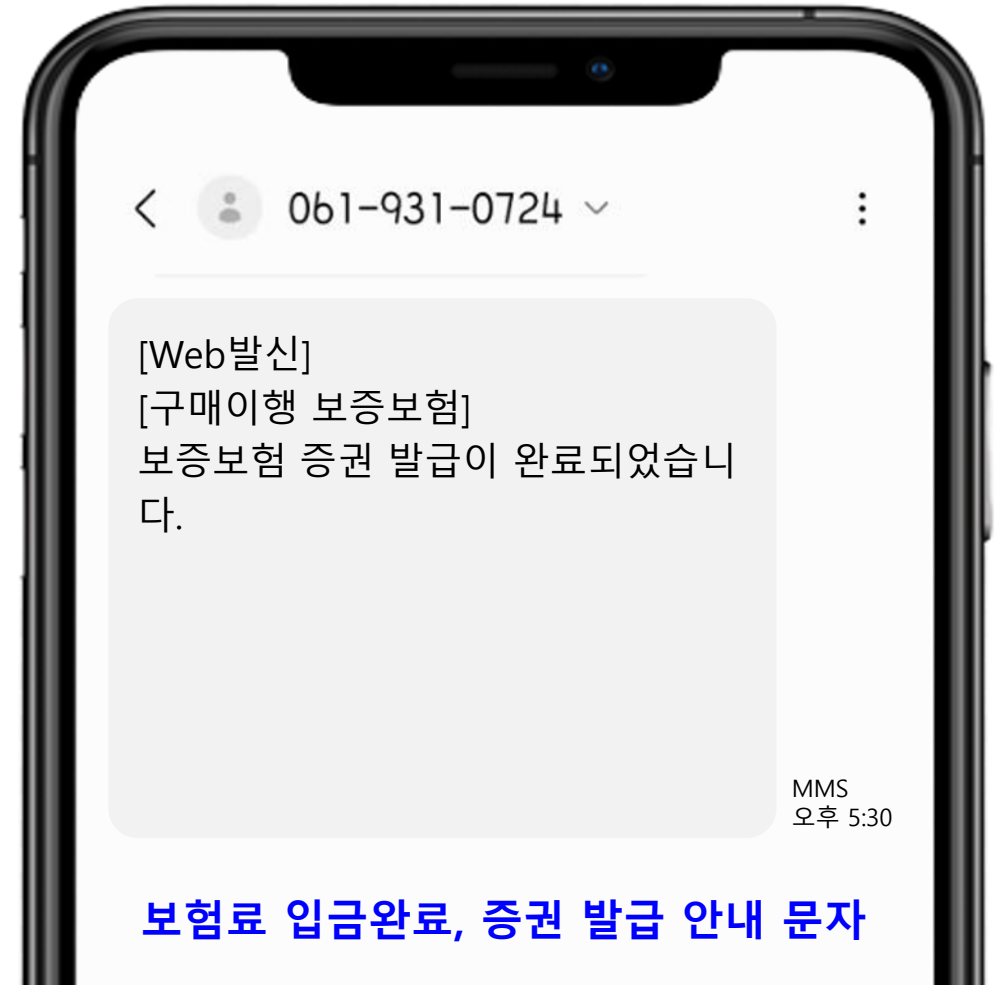 061-931-0724
[Web발신]
[구매이행 보증보험]
보증보험 증권 발급이 완료되었습니
다.
MMS
오후 5:30
보험료 입금완료, 증권 발급 안내 문자